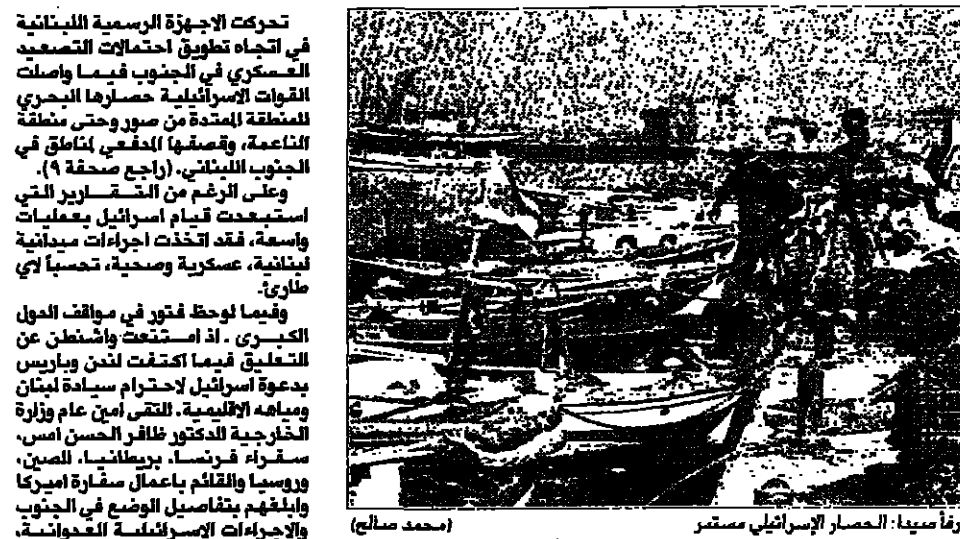 تحركت الاجهزة الرسمية اللبنانية
في اتجاه تطويق احتمالات التصعيد
العسكري في الجنوب فيما واصلت
القوات الاسرائيلية حصارها البحري
للمنطقة الممتدة من صور وحتى منطقة
الناعمة، وقصفها المدفعي لمناطق في
الجنوب اللبناني. (راجع صحفة ٩).
وعلى الرغم من التقارير التي
استبعدت قيام اسرائيل بعمليات
واسعة، فقد اتخذت اجراءات ميدانية
لبنانية، عسكرية وصحية، تحسباً لاي
طارئ.
وفيما لوحظ فتور في مواقف الدول
الكبرى . اذ امتنعت واشنطن عن
التعليق فيما اكتفت لندن وباريس
بدعوة اسرائيل لاحترام سيادة لبنان
ومياهه الاقليمية، التقى امين عام وزارة
الخارجية الدكتور ظافر الحسن امس،
سفراء فرنسا، بريطانيا، الصين،
وروسيا والقائم باعمال سفارة اميركا
وابلغهم بتفاصيل الوضع في الجنوب
والاجراءات الاسرائيلية العدوانية،
رفأ صيدا: الحصار الإسرائيلي مستمر (محمد صالح)